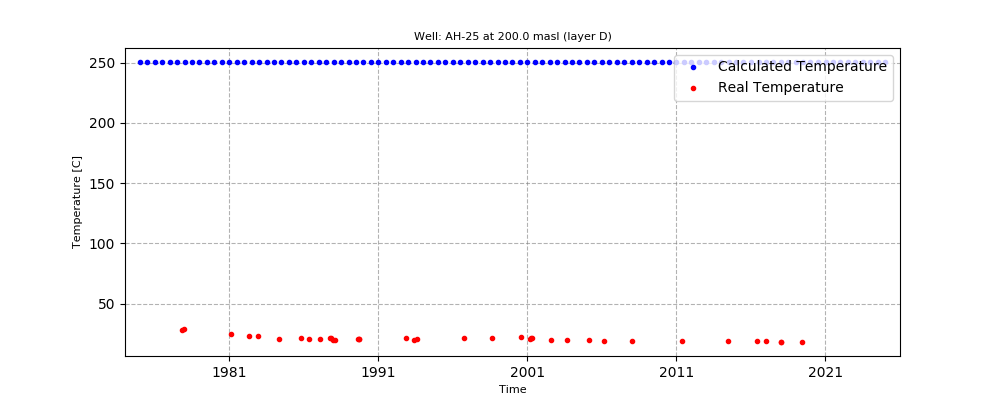 Well: AH-25 at 200.0 masl (layer D)
Calculated Temperature
Real Temperature
Temperature [C]
250
200
150
100
50
1981 1991 2001 2011 2021
Time